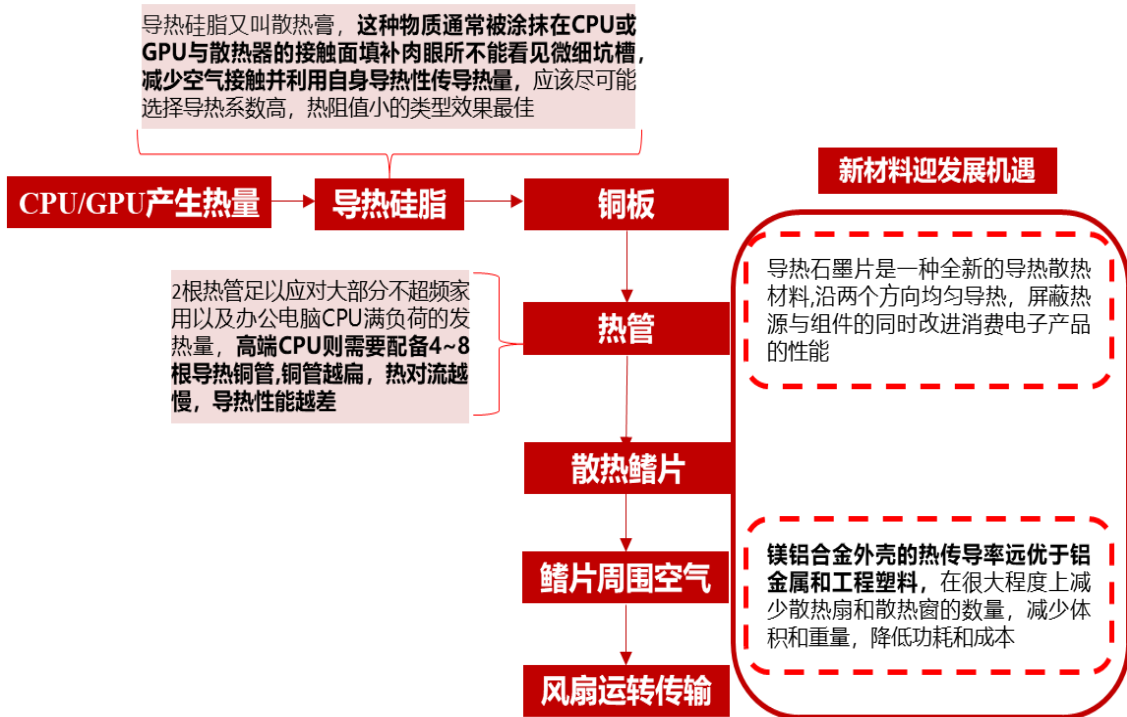 导热硅脂又叫散热膏，这种物质通常被涂抹在CPU或
GPU与散热器的接触面填补肉眼所不能看见微细坑槽，
减少空气接触并利用自身导热性传导热量，应该尽可能
选择导热系数高，热阻值小的类型效果最佳
新材料迎发展机遇
CPU/GPU产生热量
导热硅脂
铜板
导热石墨片是一种全新的导热散热
材料,沿两个方向均匀导热，屏蔽热
源与组件的同时改进消费电子产品
的性能
2根热管足以应对大部分不超频家
用以及办公电脑CPU满负荷的发
热量，高端CPU则需要配备4~8
根导热铜管,铜管越扁，热对流越
慢，导热性能越差
热管
散热鳍片
镁铝合金外壳的热传导率远优于铝
金属和工程塑料，在很大程度上减
少散热扇和散热窗的数量，减少体
积和重量，降低功耗和成本
鳍片周围空气
风扇运转传输